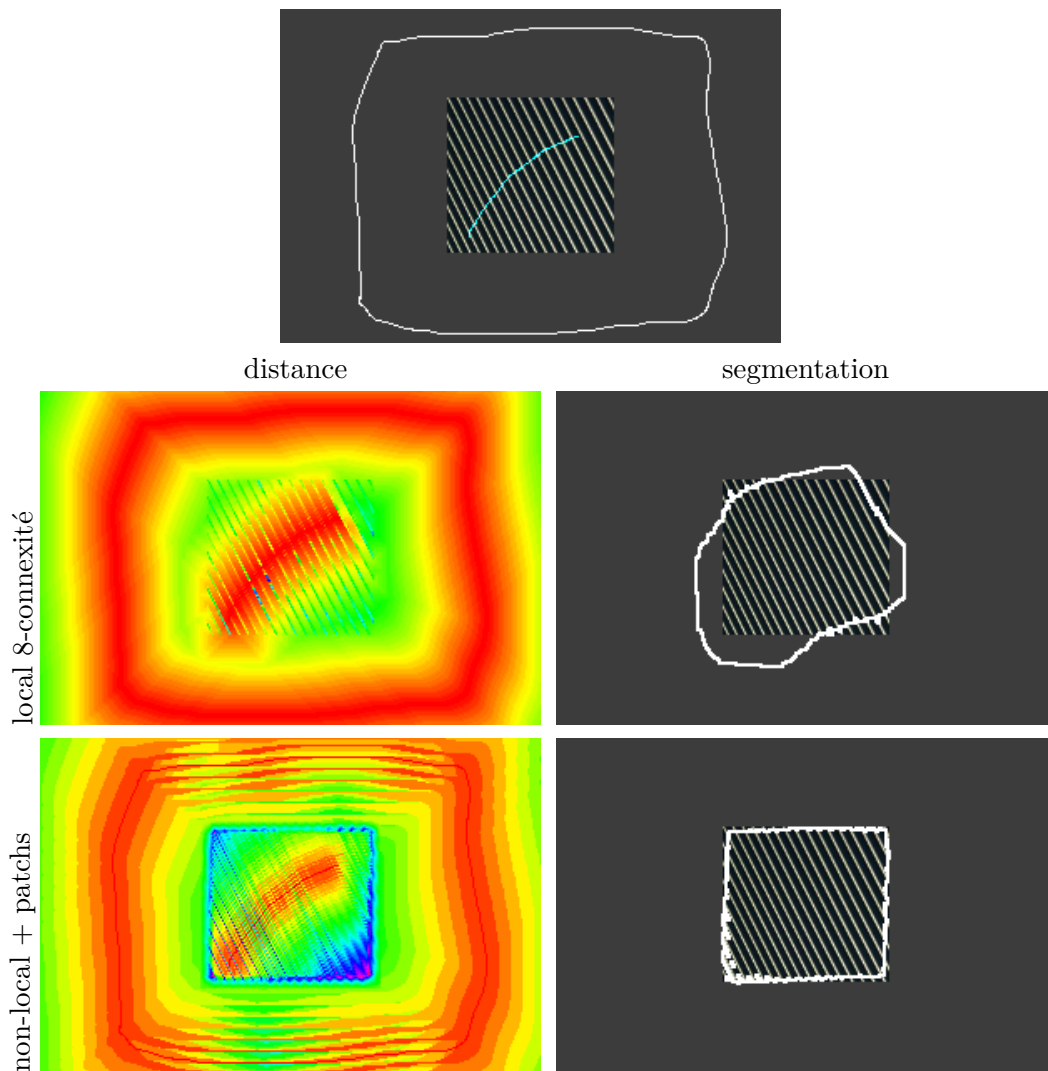 distance
segmentation
local 8-connexité
non-local + patchs